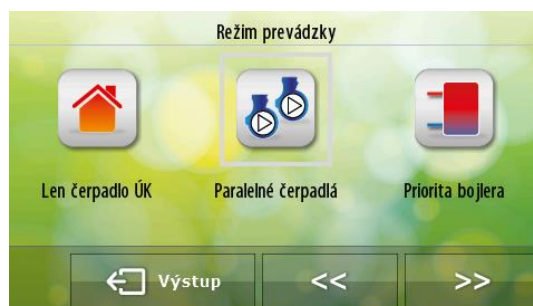 Režim prevádzky
Len čerpadlo ÚK Paralelné čerpadlá Priorita bojlera
Výstup << >>